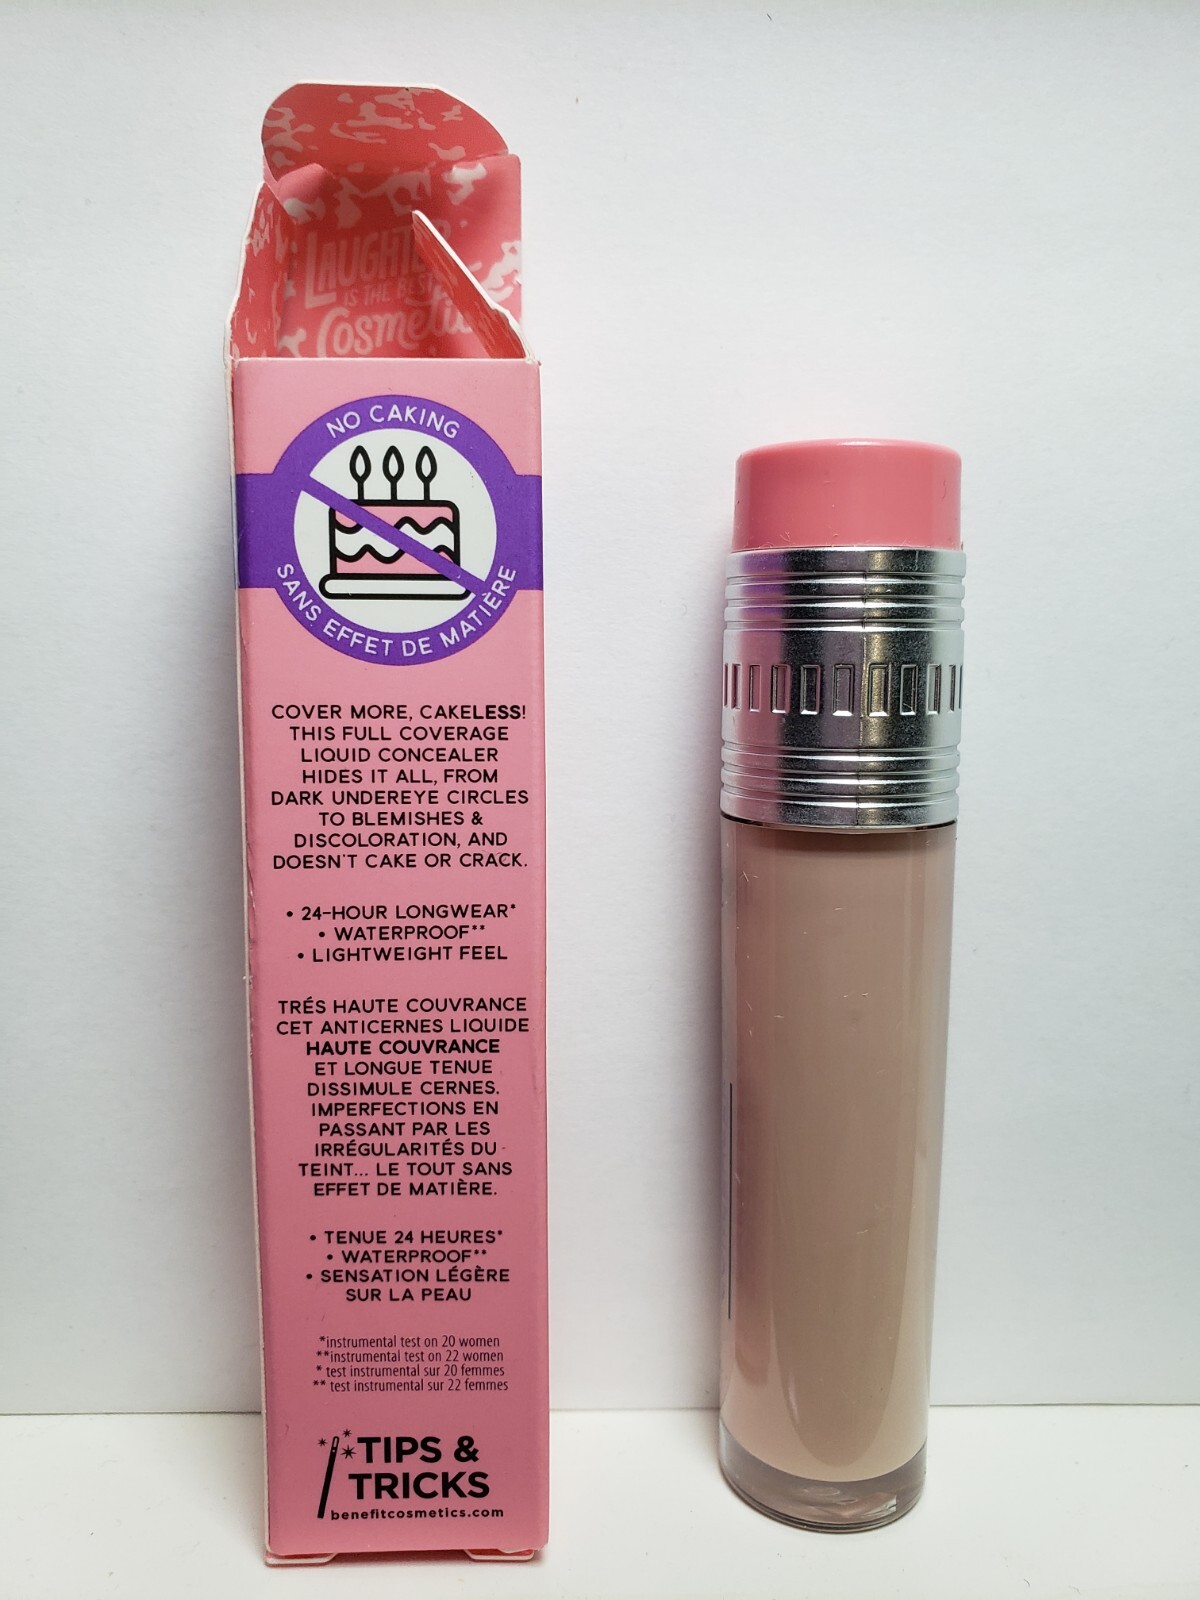 LAUGHTER
IS THE BEST
Cosmetic
NO CAKING
SANS EFFET DE MATIÈRE
COVER MORE, CAKELESS!
THIS FULL COVERAGE
LIQUID CONCEALER
HIDES IT ALL, FROM
DARK UNDEREYE CIRCLES
TO BLEMISHES &
DISCOLORATION, AND
DOESN'T CAKE OR CRACK.
• 24-HOUR LONGWEAR*
• WATERPROOF**
• LIGHTWEIGHT FEEL
TRÉS HAUTE COUVRANCE
CET ANTICERNES LIQUIDE
HAUTE COUVRANCE
ET LONGUE TENUE
DISSIMULE CERNES.
IMPERFECTIONS EN
PASSANT PAR LES
IRRÉGULARITÉS DU
TEINT... LE TOUT SANS
EFFET DE MATIÈRE.
• TENUE 24 HEURES*
• WATERPROOF**
• SENSATION LÉGÈRE
SUR LA PEAU
*instrumental test on 20 women
**instrumental test on 22 women
* test instrumental sur 20 femmes
** test instrumental sur 22 femmes
TIPS &
TRICKS
benefitcosmetics.com